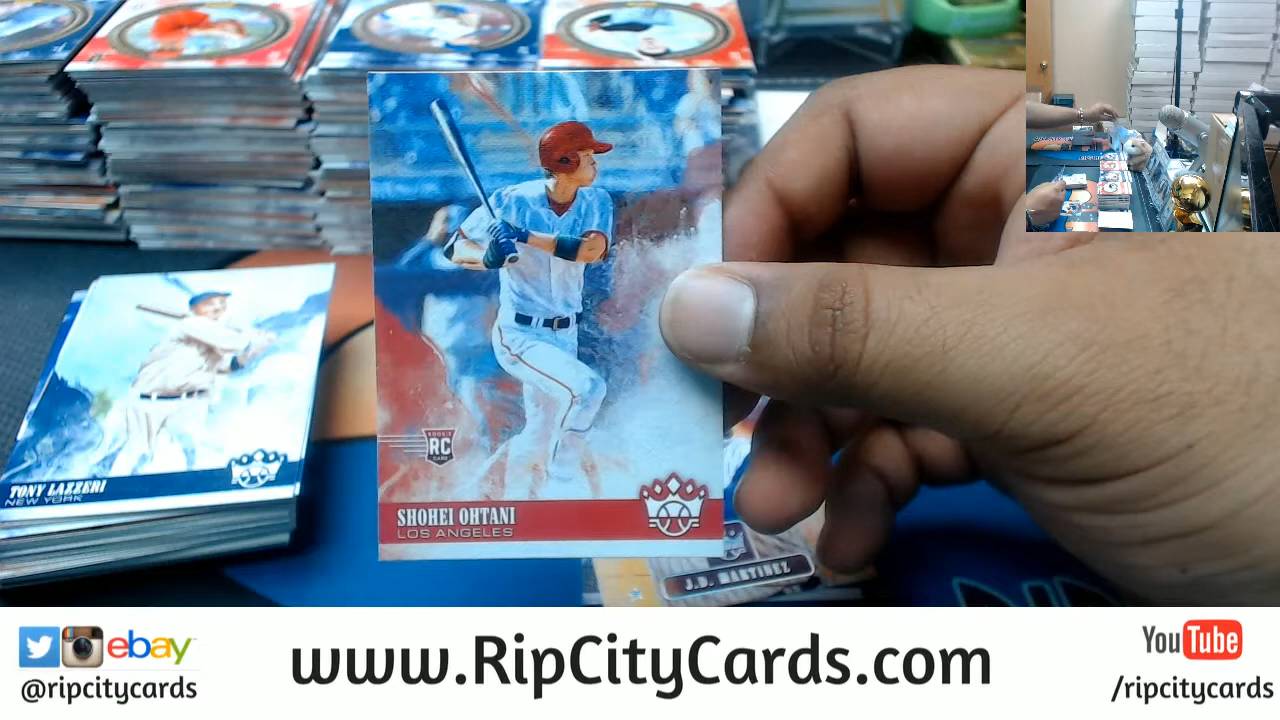 TONY LAZZERI
NEW YORK
ROOKIE
RC
CARD
SHOHEI OHTANI
LOS ANGELES
J.D. MARTINEZ
ebay
@ripcitycards
www.RipCityCards.com
YouTube
/ripcitycards